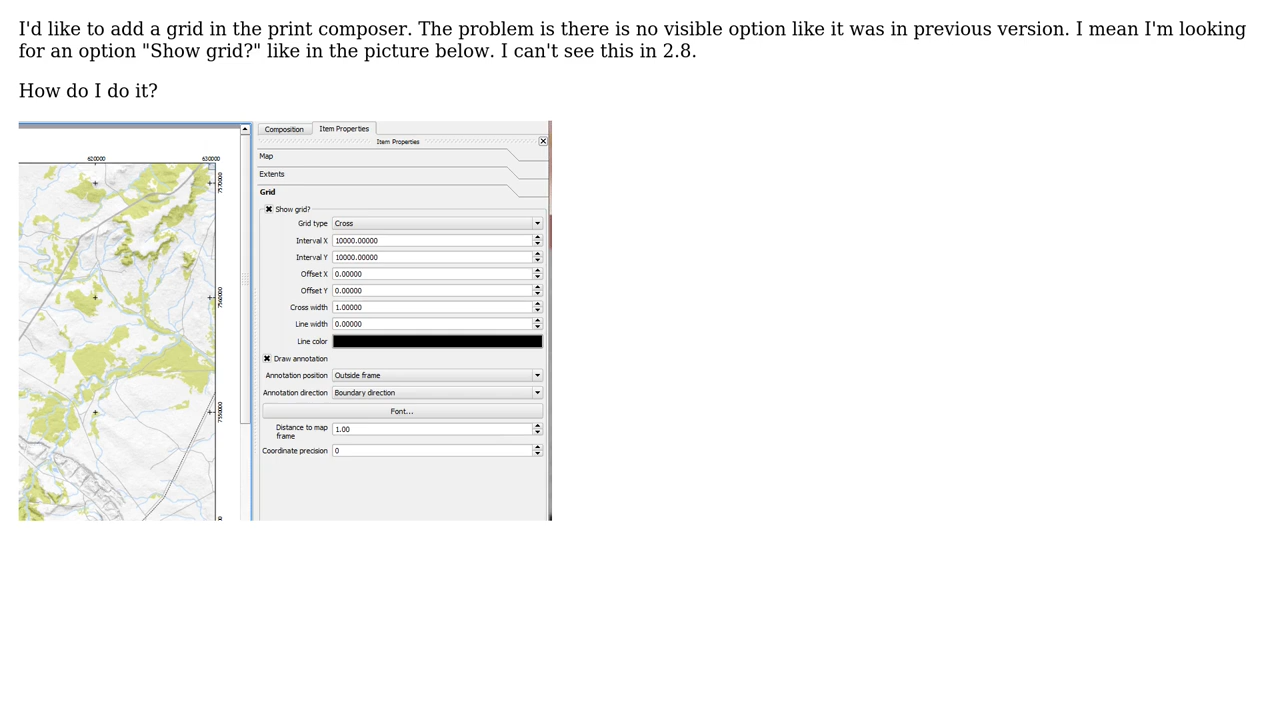 I'd like to add a grid in the print composer. The problem is there is no visible option like it was in previous version. I mean I'm looking
for an option "Show grid?" like in the picture below. I can't see this in 2.8.
How do I do it?
Composition
Item Properties
Item Properties
Map
Extents
Grid
Show grid?
Grid type
Cross
Interval X
10000.00000
Interval Y
10000.00000
Offset X
0.00000
Offset Y
0.00000
Cross width
1.00000
Line width
0.00000
Line color
Draw annotation
Annotation position
Outside frame
Annotation direction
Boundary direction
Font...
Distance to map
frame
1.00
Coordinate precision
0
620000
630000
7570000
7560000
7550000